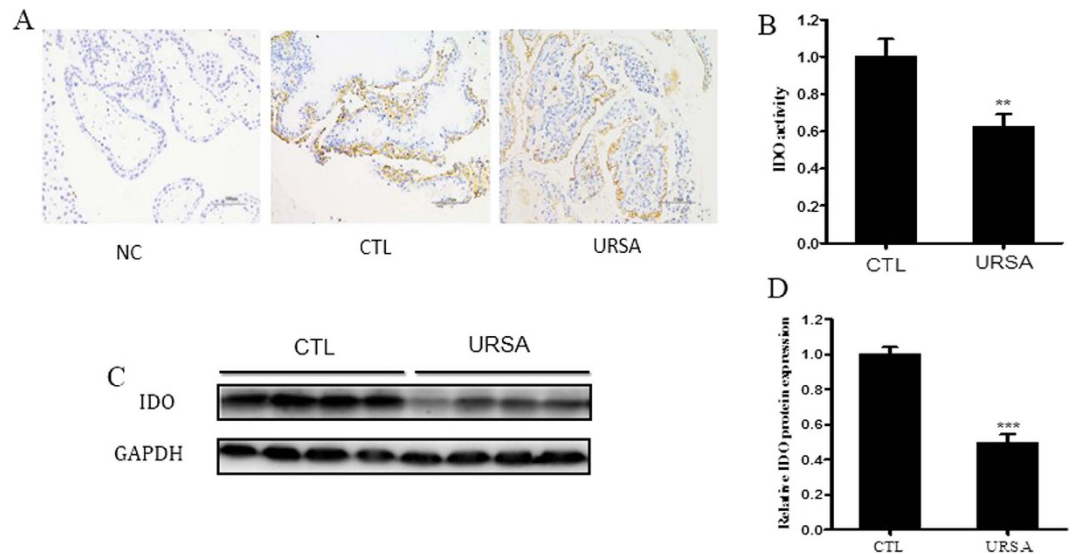 A
NC
CTL
URSA
B
IDO activity
1.2
1.0
0.8
0.6
0.4
0.2
0.0
**
CTL
URSA
C
CTL
URSA
IDO
GAPDH
D
Relative IDO protein expression
1.2
1.0
0.8
0.6
0.4
0.2
0.0
***
CTL
URSA